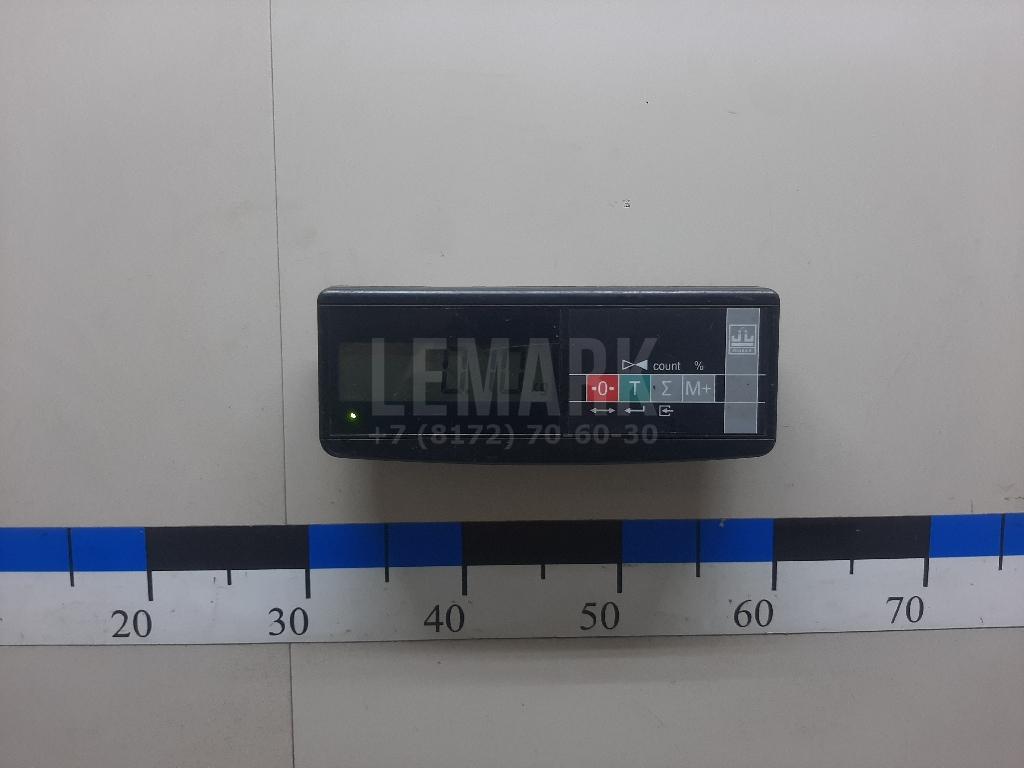 LEMARK
+7 (8172) 70-60-30
count %
•0• T Σ M+
20 30 40 50 60 70